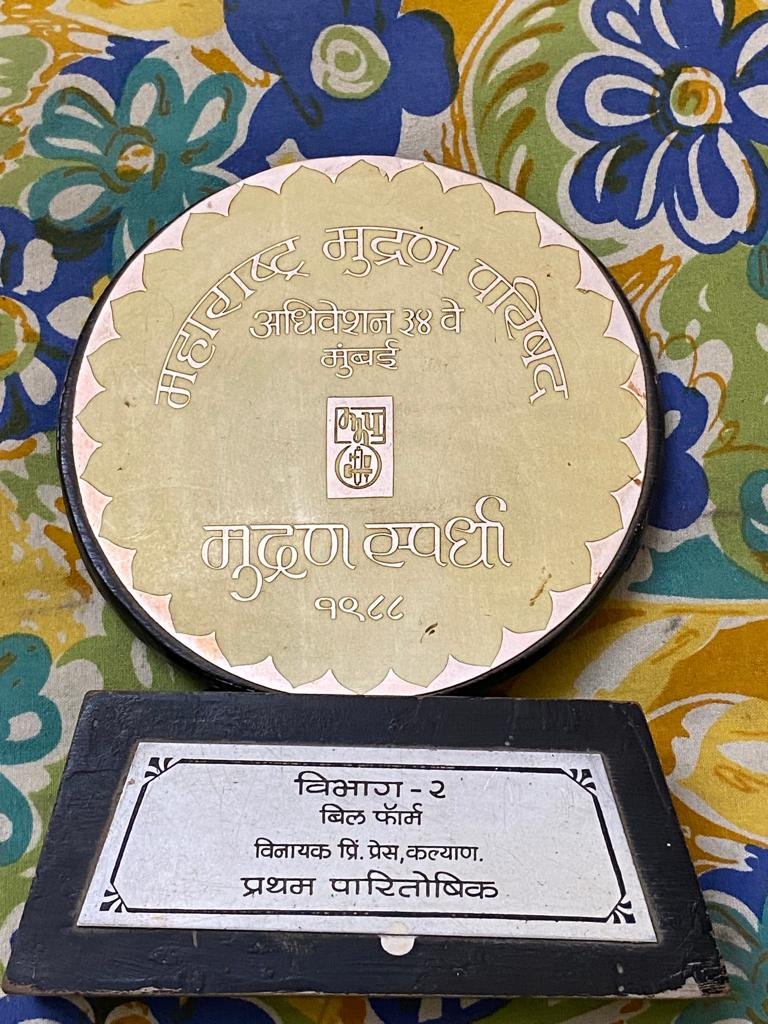 महाराष्ट्र मुद्रण परिषद
अधिवेशन ३४ वे
मुंबई
मुद्रण स्पर्धा
१९८८
विभाग - २
बिल फॉर्म
विनायक प्रिं. प्रेस, कल्याण.
प्रथम पारितोषिक